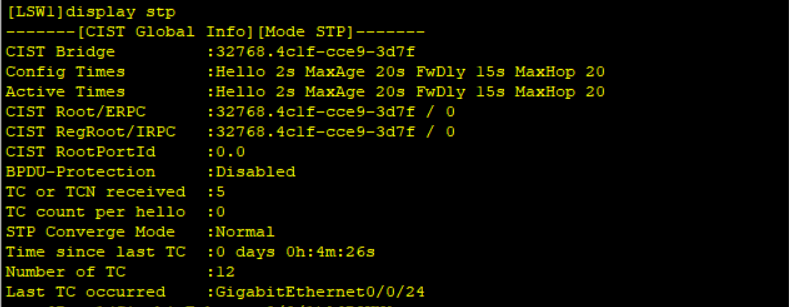 [LSW1]display stp
-------[CIST Global Info][Mode STP]-------
CIST Bridge         :32768.4c1f-cce9-3d7f
Config Times        :Hello 2s MaxAge 20s FwDly 15s MaxHop 20
Active Times        :Hello 2s MaxAge 20s FwDly 15s MaxHop 20
CIST Root/ERPC      :32768.4c1f-cce9-3d7f / 0
CIST RegRoot/IRPC   :32768.4c1f-cce9-3d7f / 0
CIST RootPortId     :0.0
BPDU-Protection     :Disabled
TC or TCN received  :5
TC count per hello  :0
STP Converge Mode   :Normal
Time since last TC  :0 days 0h:4m:26s
Number of TC        :12
Last TC occurred    :GigabitEthernet0/0/24